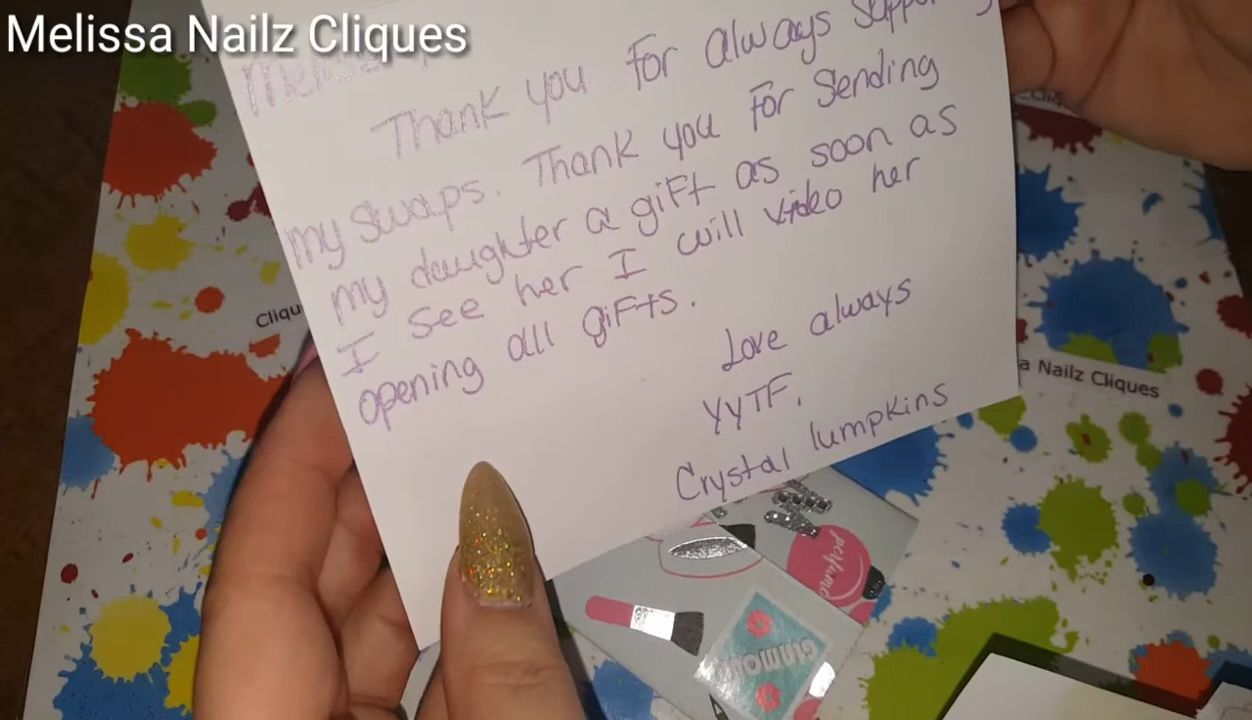 Melissa Nailz Cliques
Thank you For always
my swaps. Thank you For Sending
my daughter a giFt as soon as
I see her I will video her
opening all giFts.
Love always
YYTF.
Crystal lumpkins
Cliqu
a Nailz Cliques
perfume
GLAMOUR